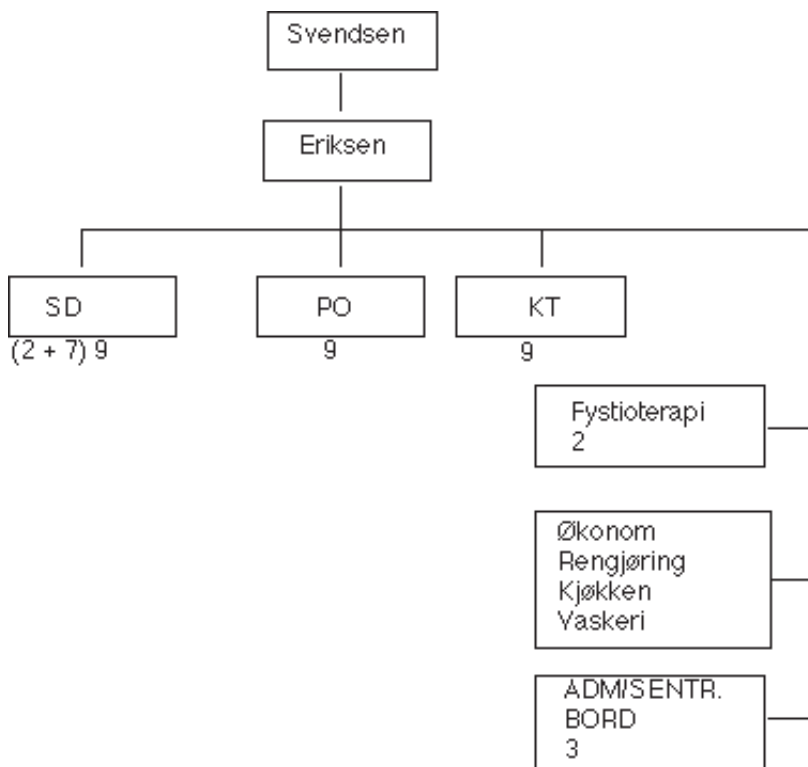 Svendsen
Eriksen
SD
(2 + 7) 9
PO
9
KT
9
Fystioterapi
2
Økonom
Rengjøring
Kjøkken
Vaskeri
ADM/SENTR.
BORD
3